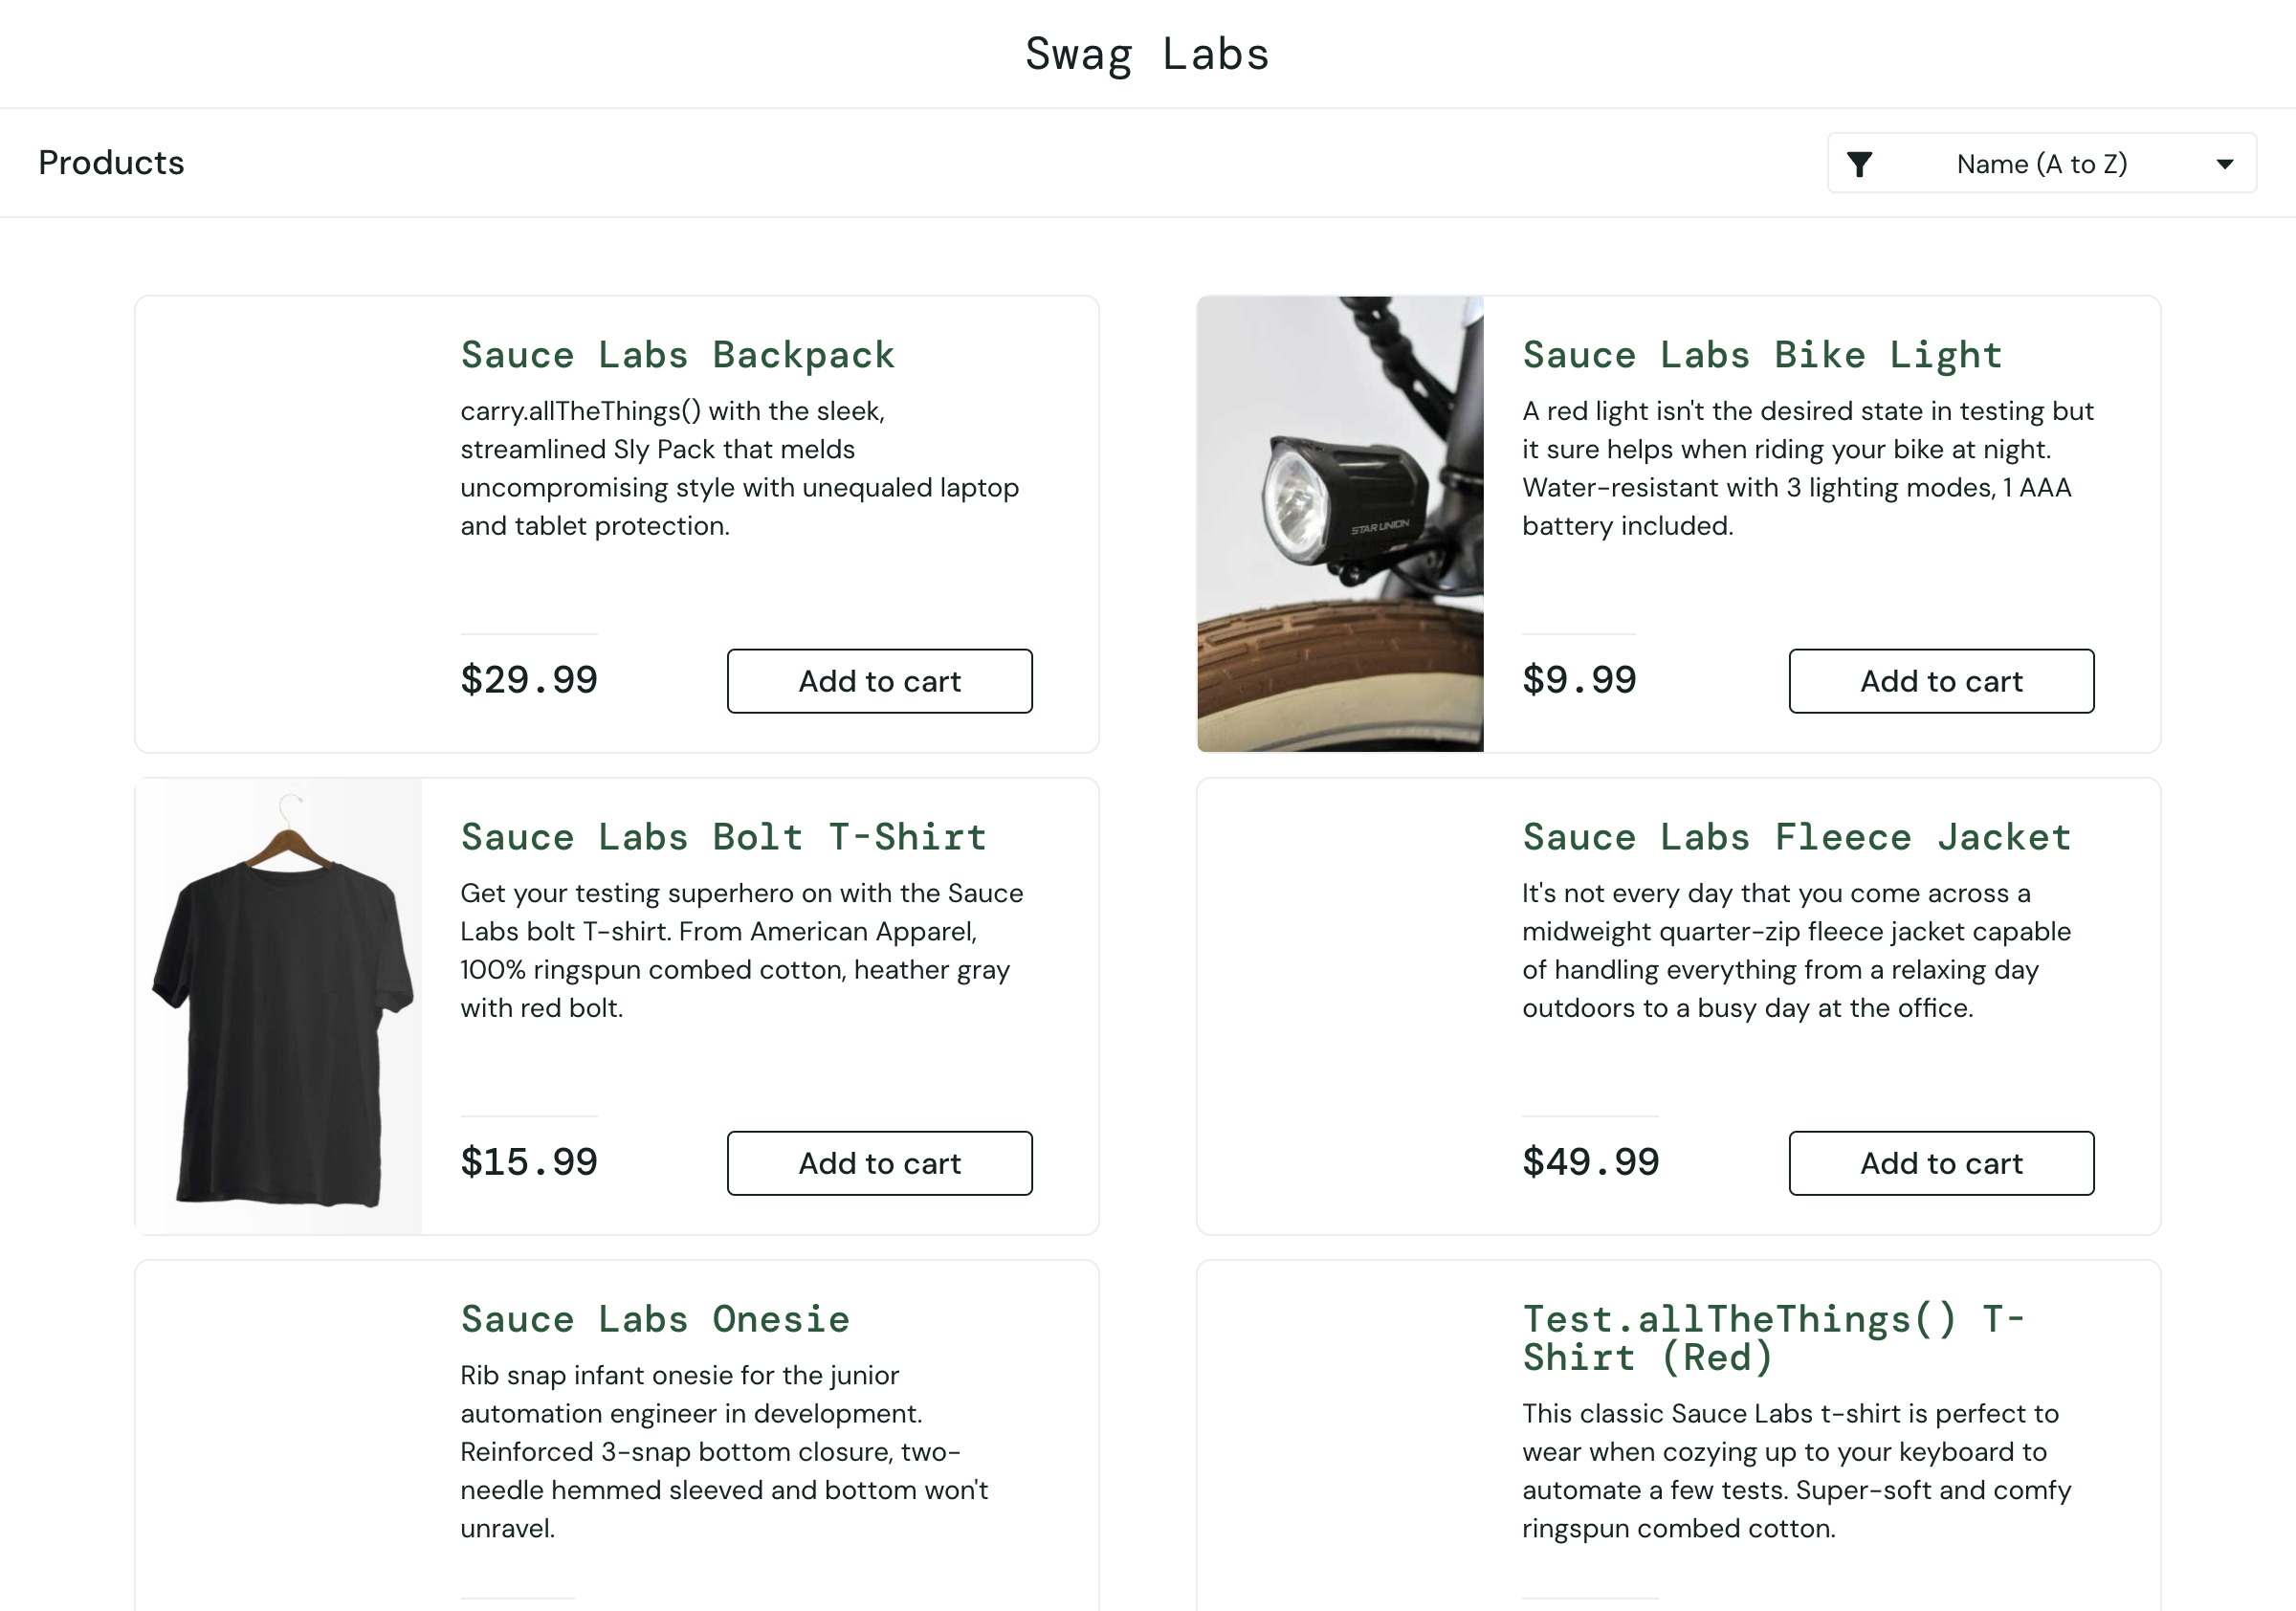 Swag Labs
Products
Name (A to Z)
Sauce Labs Backpack
carry.allTheThings() with the sleek,
streamlined Sly Pack that melds
uncompromising style with unequaled laptop
and tablet protection.
$29.99
Add to cart
STAR UNION
Sauce Labs Bike Light
A red light isn't the desired state in testing but
it sure helps when riding your bike at night.
Water-resistant with 3 lighting modes, 1 AAA
battery included.
$9.99
Add to cart
Sauce Labs Bolt T-Shirt
Get your testing superhero on with the Sauce
Labs bolt T-shirt. From American Apparel,
100% ringspun combed cotton, heather gray
with red bolt.
$15.99
Add to cart
Sauce Labs Fleece Jacket
It's not every day that you come across a
midweight quarter-zip fleece jacket capable
of handling everything from a relaxing day
outdoors to a busy day at the office.
$49.99
Add to cart
Sauce Labs Onesie
Rib snap infant onesie for the junior
automation engineer in development.
Reinforced 3-snap bottom closure, two-
needle hemmed sleeved and bottom won't
unravel.
Test.allTheThings() T-
Shirt (Red)
This classic Sauce Labs t-shirt is perfect to
wear when cozying up to your keyboard to
automate a few tests. Super-soft and comfy
ringspun combed cotton.